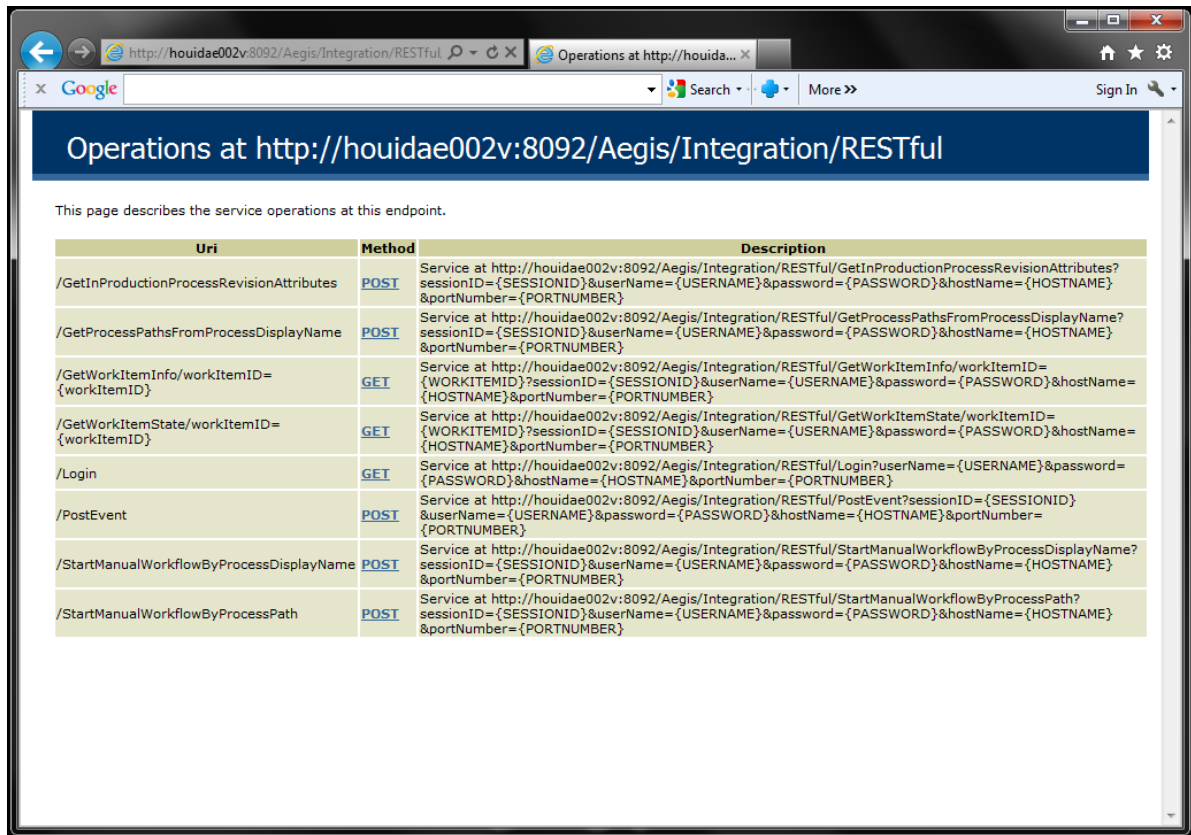 http://houidae002v:8092/Aegis/Integration/RESTful,
Operations at http://houida...
x Google Search More >> Sign In
Operations at http://houidae002v:8092/Aegis/Integration/RESTful
This page describes the service operations at this endpoint.
Uri Method Description
/GetInProductionProcessRevisionAttributes POST Service at http://houidae002v:8092/Aegis/Integration/RESTful/GetInProductionProcessRevisionAttributes?
sessionID={SESSIONID}&userName={USERNAME}&password={PASSWORD}&hostName={HOSTNAME}
&portNumber={PORTNUMBER}
/GetProcessPathsFromProcessDisplayName POST Service at http://houidae002v:8092/Aegis/Integration/RESTful/GetProcessPathsFromProcessDisplayName?
sessionID={SESSIONID}&userName={USERNAME}&password={PASSWORD}&hostName={HOSTNAME}
&portNumber={PORTNUMBER}
/GetWorkItemInfo/workItemID=
{workItemID} GET Service at http://houidae002v:8092/Aegis/Integration/RESTful/GetWorkItemInfo/workItemID=
{WORKITEMID}?sessionID={SESSIONID}&userName={USERNAME}&password={PASSWORD}&hostName=
{HOSTNAME}&portNumber={PORTNUMBER}
/GetWorkItemState/workItemID=
{workItemID} GET Service at http://houidae002v:8092/Aegis/Integration/RESTful/GetWorkItemState/workItemID=
{WORKITEMID}?sessionID={SESSIONID}&userName={USERNAME}&password={PASSWORD}&hostName=
{HOSTNAME}&portNumber={PORTNUMBER}
/Login GET Service at http://houidae002v:8092/Aegis/Integration/RESTful/Login?userName={USERNAME}&password=
{PASSWORD}&hostName={HOSTNAME}&portNumber={PORTNUMBER}
/PostEvent POST Service at http://houidae002v:8092/Aegis/Integration/RESTful/PostEvent?sessionID={SESSIONID}
&userName={USERNAME}&password={PASSWORD}&hostName={HOSTNAME}&portNumber=
{PORTNUMBER}
/StartManualWorkflowByProcessDisplayName POST Service at http://houidae002v:8092/Aegis/Integration/RESTful/StartManualWorkflowByProcessDisplayName?
sessionID={SESSIONID}&userName={USERNAME}&password={PASSWORD}&hostName={HOSTNAME}
&portNumber={PORTNUMBER}
/StartManualWorkflowByProcessPath POST Service at http://houidae002v:8092/Aegis/Integration/RESTful/StartManualWorkflowByProcessPath?
sessionID={SESSIONID}&userName={USERNAME}&password={PASSWORD}&hostName={HOSTNAME}
&portNumber={PORTNUMBER}